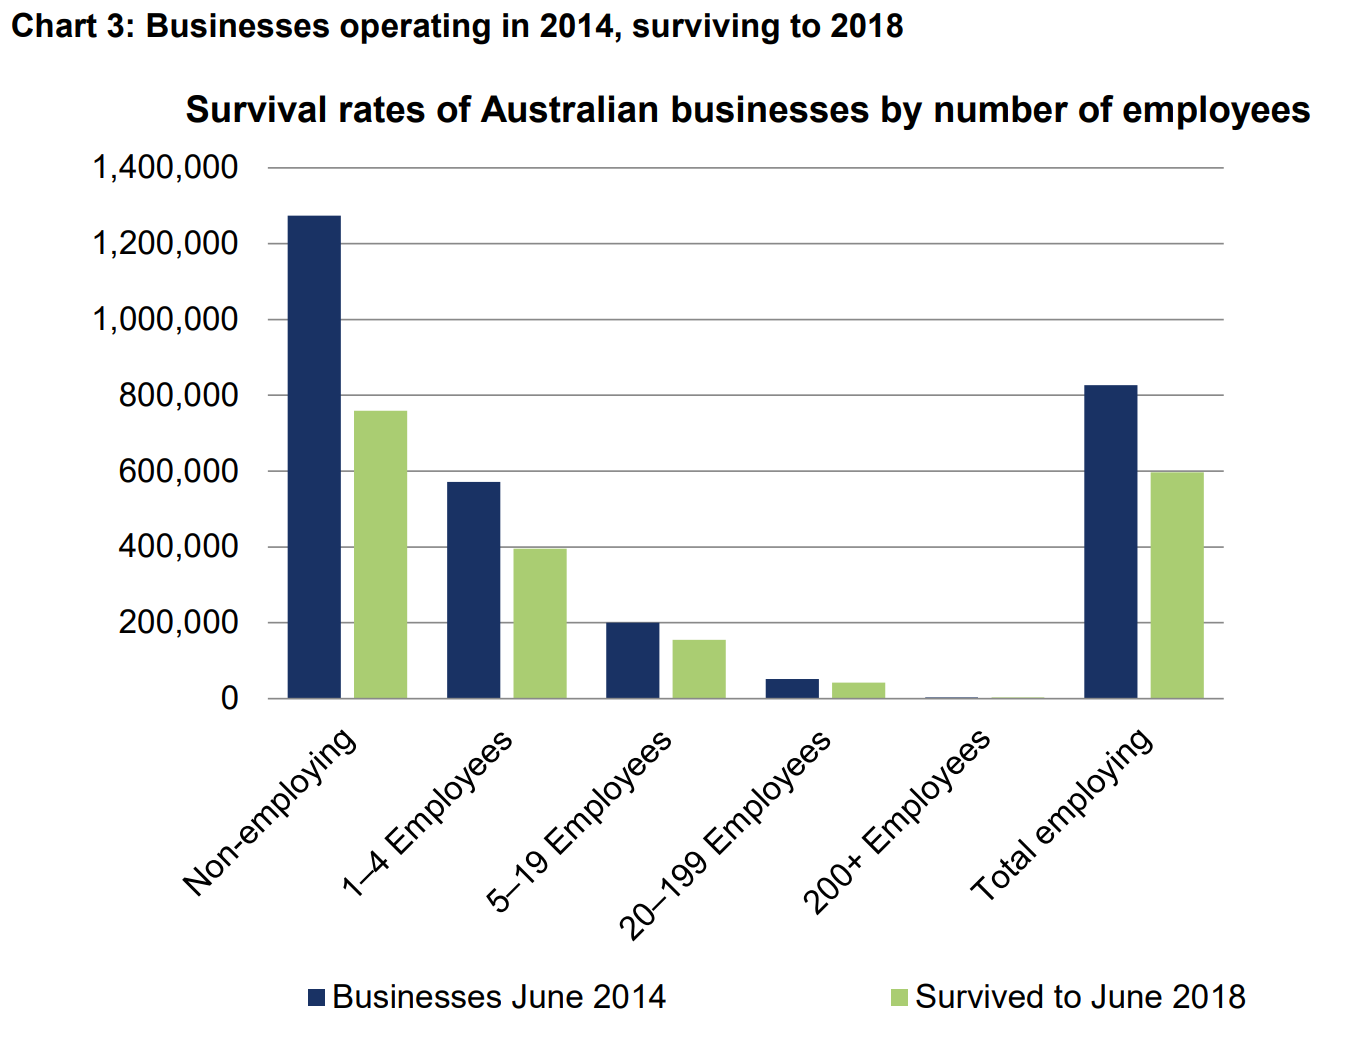 Chart 3: Businesses operating in 2014, surviving to 2018
Survival rates of Australian businesses by number of employees
1,400,000
1,200,000
1,000,000
800,000
600,000
400,000
200,000
0
Non-employing
1–4 Employees
5–19 Employees
20–199 Employees
200+ Employees
Total employing
Businesses June 2014
Survived to June 2018